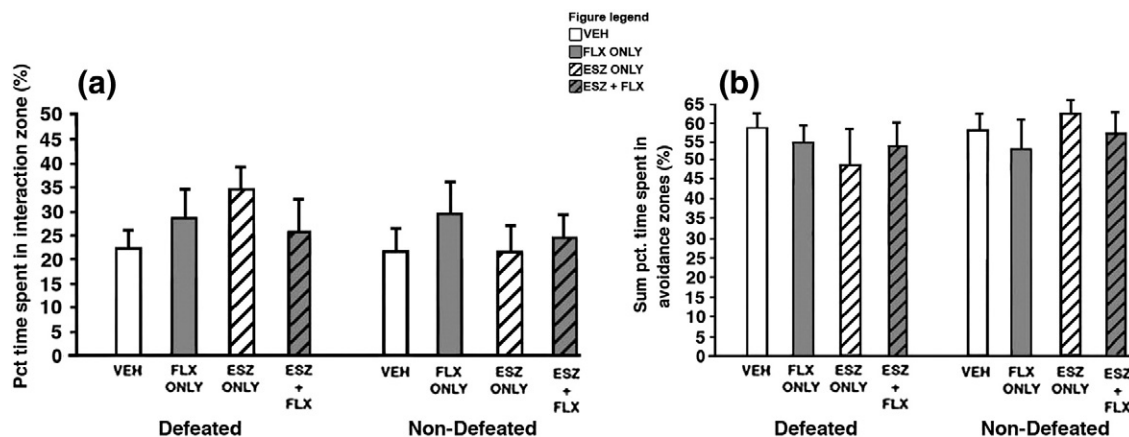 Figure legend
VEH
FLX ONLY
ESZ ONLY
ESZ + FLX
(a)
Pct time spent in interaction zone (%)
50
45
40
35
30
25
20
15
10
5
0
VEH
FLX
ONLY
ESZ
ONLY
ESZ
+
FLX
VEH
FLX
ONLY
ESZ
ONLY
ESZ
+
FLX
Defeated
Non-Defeated
(b)
Sum pct. time spent in
avoidance zones (%)
65
60
55
50
45
40
35
30
25
20
15
10
5
0
VEH
FLX
ONLY
ESZ
ONLY
ESZ
+
FLX
VEH
FLX
ONLY
ESZ
ONLY
ESZ
+
FLX
Defeated
Non-Defeated